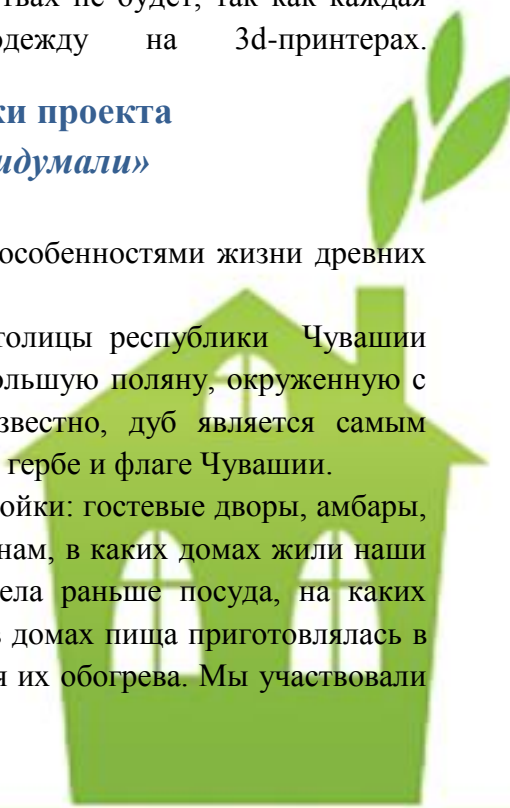 ствах не будет, так как каждая
одежду на 3d-принтерах.
ки проекта
идумали»
особенностями жизни древних
толицы республики Чувашии
ольшую поляну, окруженную с
звестно, дуб является самым
гербе и флаге Чувашии.
ойки: гостевые дворы, амбары,
нам, в каких домах жили наши
ела раньше посуда, на каких
в домах пища приготовлялась в
я их обогрева. Мы участвовали